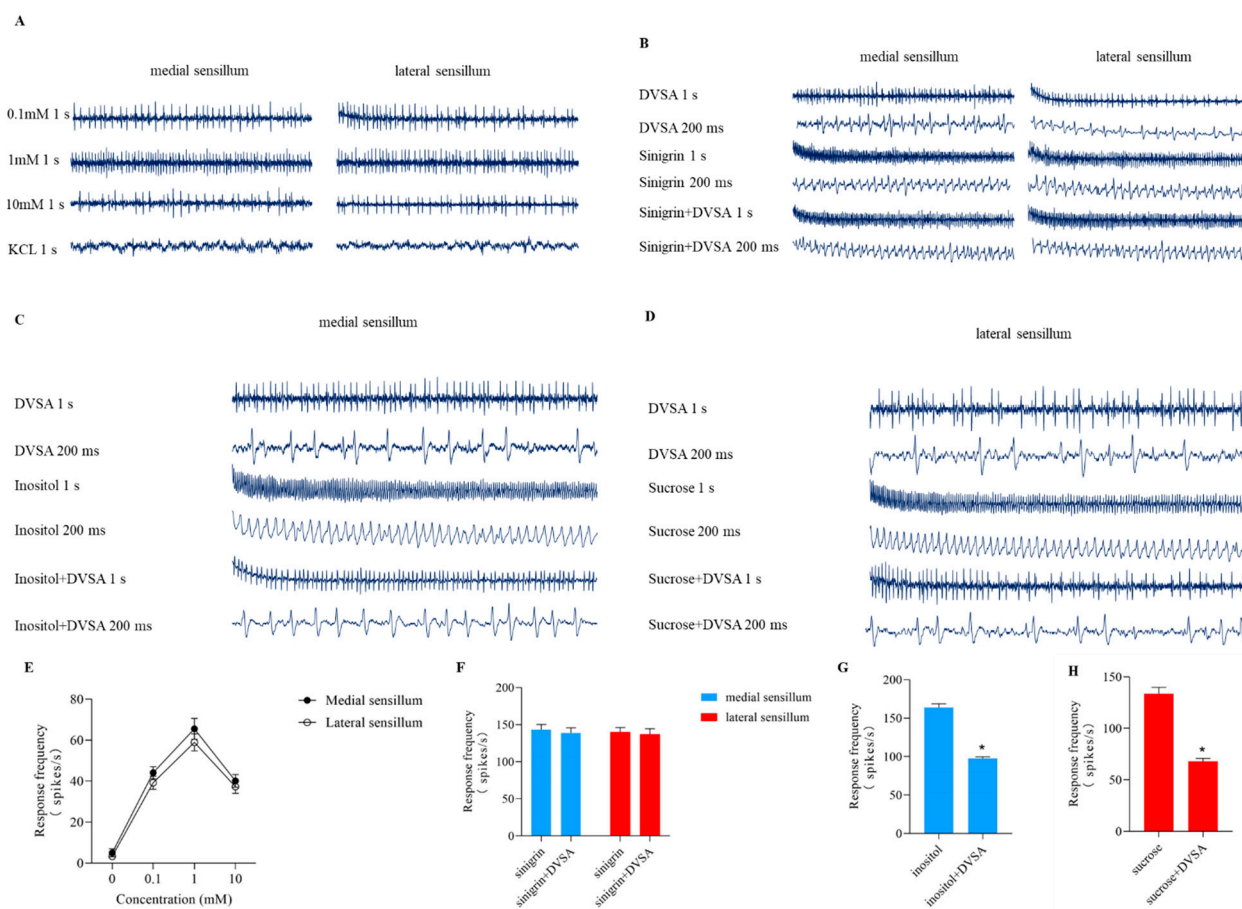 A
medial sensillum
lateral sensillum
0.1mM 1 s
1mM 1 s
10mM 1 s
KCL 1 s
B
medial sensillum
lateral sensillum
DVSA 1 s
DVSA 200 ms
Sinigrin 1 s
Sinigrin 200 ms
Sinigrin+DVSA 1 s
Sinigrin+DVSA 200 ms
C
medial sensillum
DVSA 1 s
DVSA 200 ms
Inositol 1 s
Inositol 200 ms
Inositol+DVSA 1 s
Inositol+DVSA 200 ms
D
lateral sensillum
DVSA 1 s
DVSA 200 ms
Sucrose 1 s
Sucrose 200 ms
Sucrose+DVSA 1 s
Sucrose+DVSA 200 ms
E
Response frequency
( spikes/s )
80
60
40
20
0
0
0.1
1
10
Concentration (mM)
Medial sensillum
Lateral sensillum
F
Response frequency
( spikes/s )
200
150
100
50
0
sinigrin
sinigrin+DVSA
sinigrin
sinigrin+DVSA
medial sensillum
lateral sensillum
G
Response frequency
( spikes/s )
200
150
100
50
0
*
inositol
inositol+DVSA
H
Response frequency
( spikes/s )
150
100
50
0
*
sucrose
sucrose+DVSA